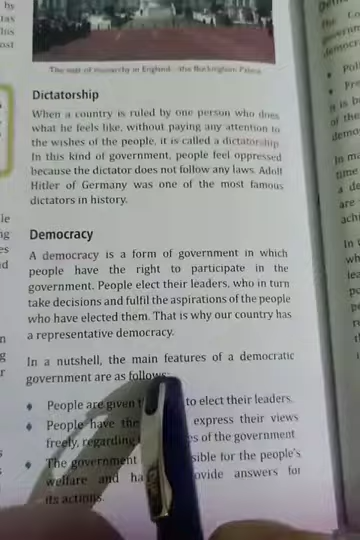 The seat of monarchy in England—the Buckingham Palace
Dictatorship
When a country is ruled by one person who does
what he feels like, without paying any attention to
the wishes of the people, it is called a dictatorship.
In this kind of government, people feel oppressed
because the dictator does not follow any laws. Adolf
Hitler of Germany was one of the most famous
dictators in history.
Democracy
A democracy is a form of government in which
people have the right to participate in the
government. People elect their leaders, who in turn
take decisions and fulfil the aspirations of the people
who have elected them. That is why our country has
a representative democracy.
In a nutshell, the main features of a democratic
government are as follows:
People are given to elect their leaders.
People have the express their views
freely, regarding of the government
The government for the people's
welfare and answers for
its actions.